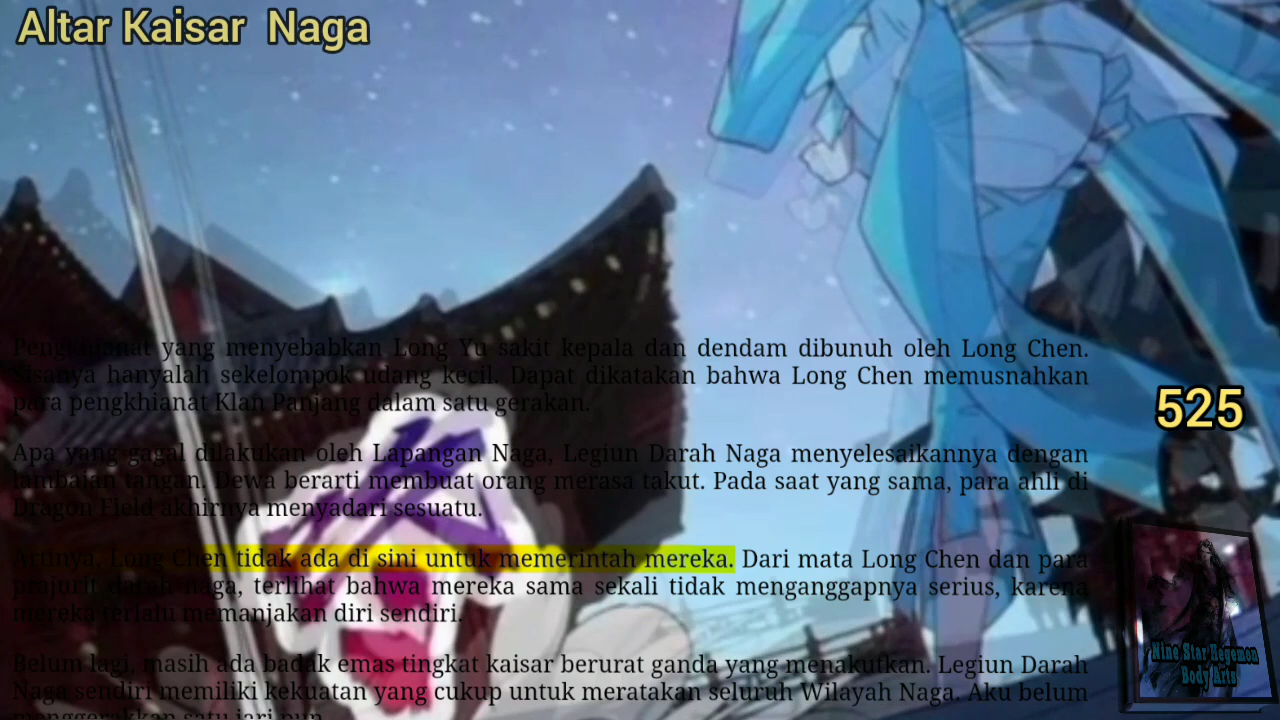 Altar Kaisar Naga
Pengkhianat yang menyebabkan Long Yu sakit kepala dan dendam dibunuh oleh Long Chen.
Sisanya hanyalah sekelompok udang kecil. Dapat dikatakan bahwa Long Chen memusnahkan
para pengkhianat Klan Panjang dalam satu gerakan.
Apa yang gagal dilakukan oleh Lapangan Naga, Legiun Darah Naga menyelesaikannya dengan
lambaian tangan. Dewa berarti membuat orang merasa takut. Pada saat yang sama, para ahli di
Dragon Field akhirnya menyadari sesuatu.
525
Artinya, Long Chen tidak ada di sini untuk memerintah mereka. Dari mata Long Chen dan para
prajurit darah naga, terlihat bahwa mereka sama sekali tidak menganggapnya serius, karena
mereka terlalu memanjakan diri sendiri.
Belum lagi, masih ada badak emas tingkat kaisar berurat ganda yang menakutkan. Legiun Darah
Naga sendiri memiliki kekuatan yang cukup untuk meratakan seluruh Wilayah Naga. Aku belum
menggerakkan satu jari pun.
Nine Star Hegemon
Body Arts